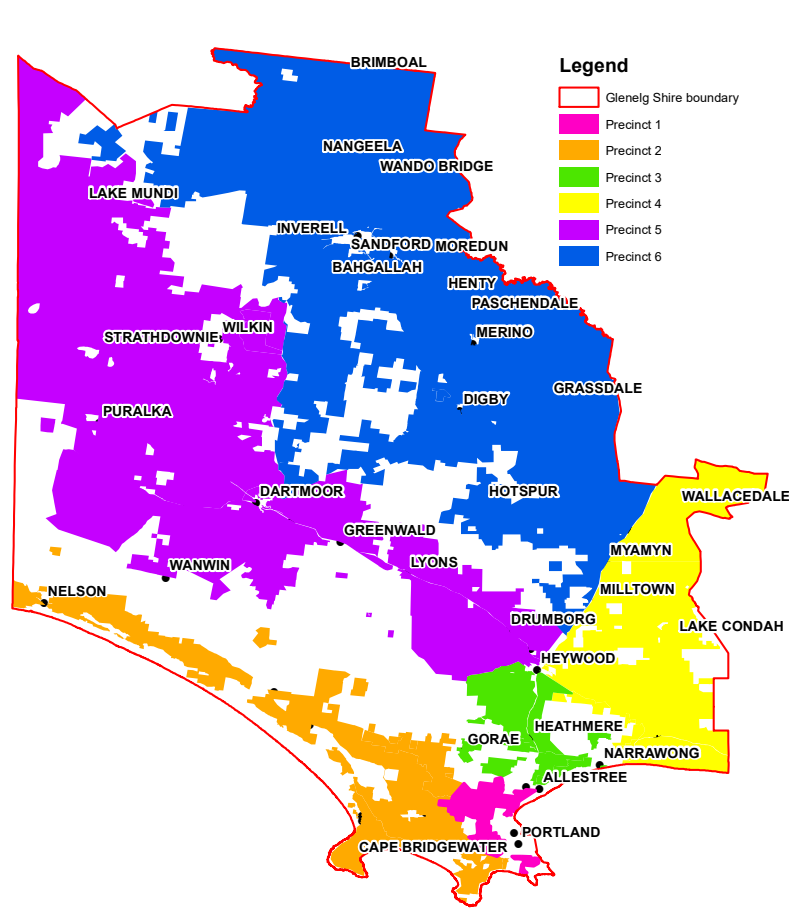 BRIMBOAL
Legend
Glenelg Shire boundary
Precinct 1
Precinct 2
Precinct 3
Precinct 4
Precinct 5
Precinct 6
NANGEELA
WANDO BRIDGE
LAKE MUNDI
INVERELL
SANDFORD
MOREDUN
BAHGALLAH
HENTY
PASCHENDALE
WILKIN
STRATHDOWNIE
MERINO
GRASSDALE
DIGBY
PURALKA
DARTMOOR
HOTSPUR
WALLACEDALE
GREENWALD
MYAMYN
LYONS
WANWIN
NELSON
MILLTOWN
DRUMBORG
LAKE CONDAH
HEYWOOD
HEATHMERE
GORAE
NARRAWONG
ALLESTREE
PORTLAND
CAPE BRIDGEWATER